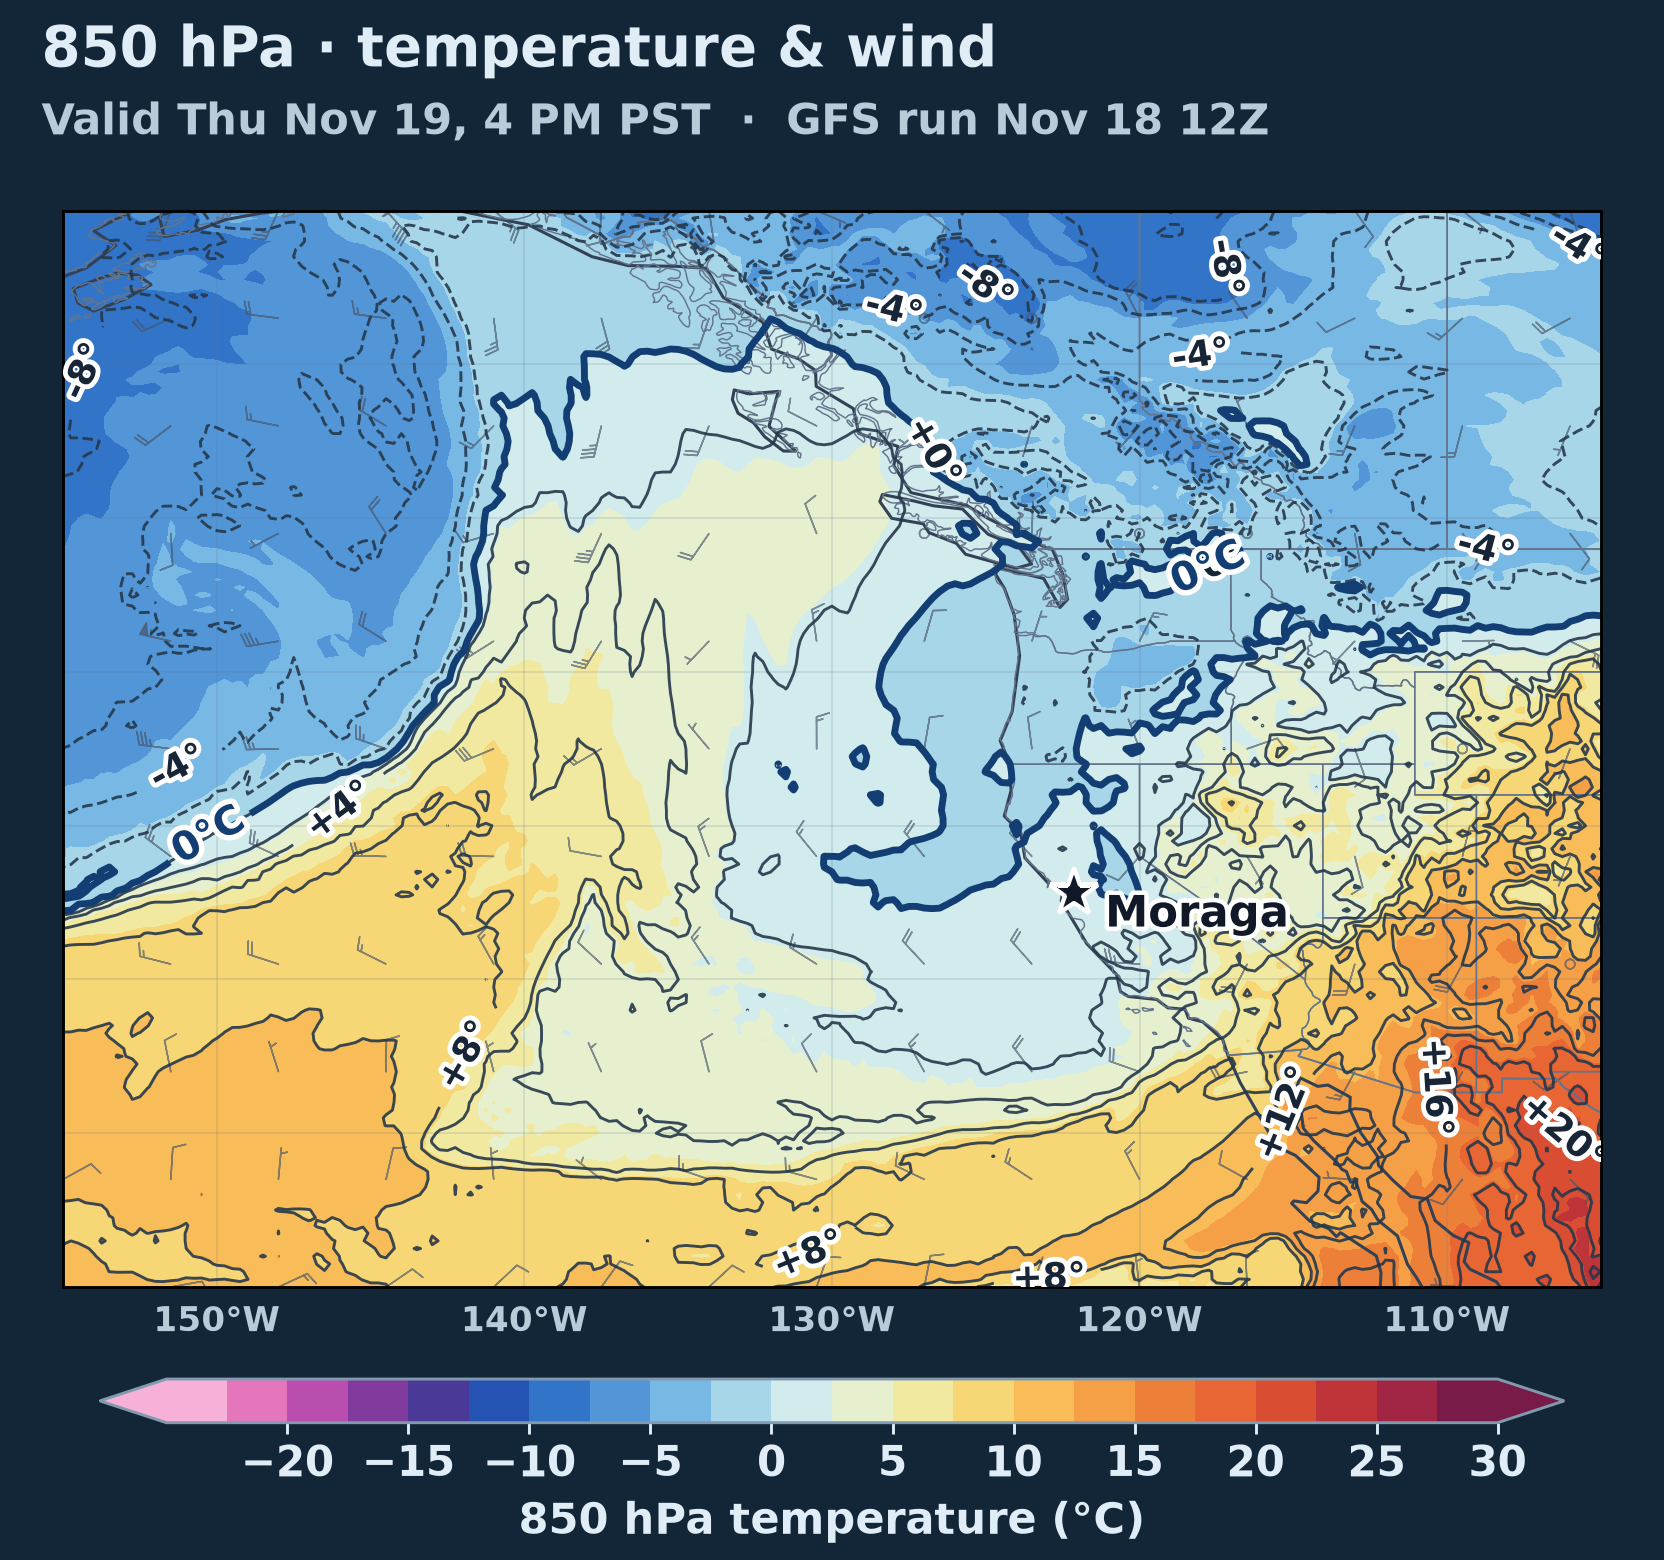 850 hPa · temperature & wind
Valid Thu Nov 19, 4 PM PST · GFS run Nov 18 12Z
-4°
-8°
-8°
-4°
-4°
-8°
+0°
-4°
0°C
-4°
+4°
0°C
Moraga
+8°
+16°
+12°
+20°
+8°
+8°
150°W 140°W 130°W 120°W 110°W
−20 −15 −10 −5 0 5 10 15 20 25 30
850 hPa temperature (°C)